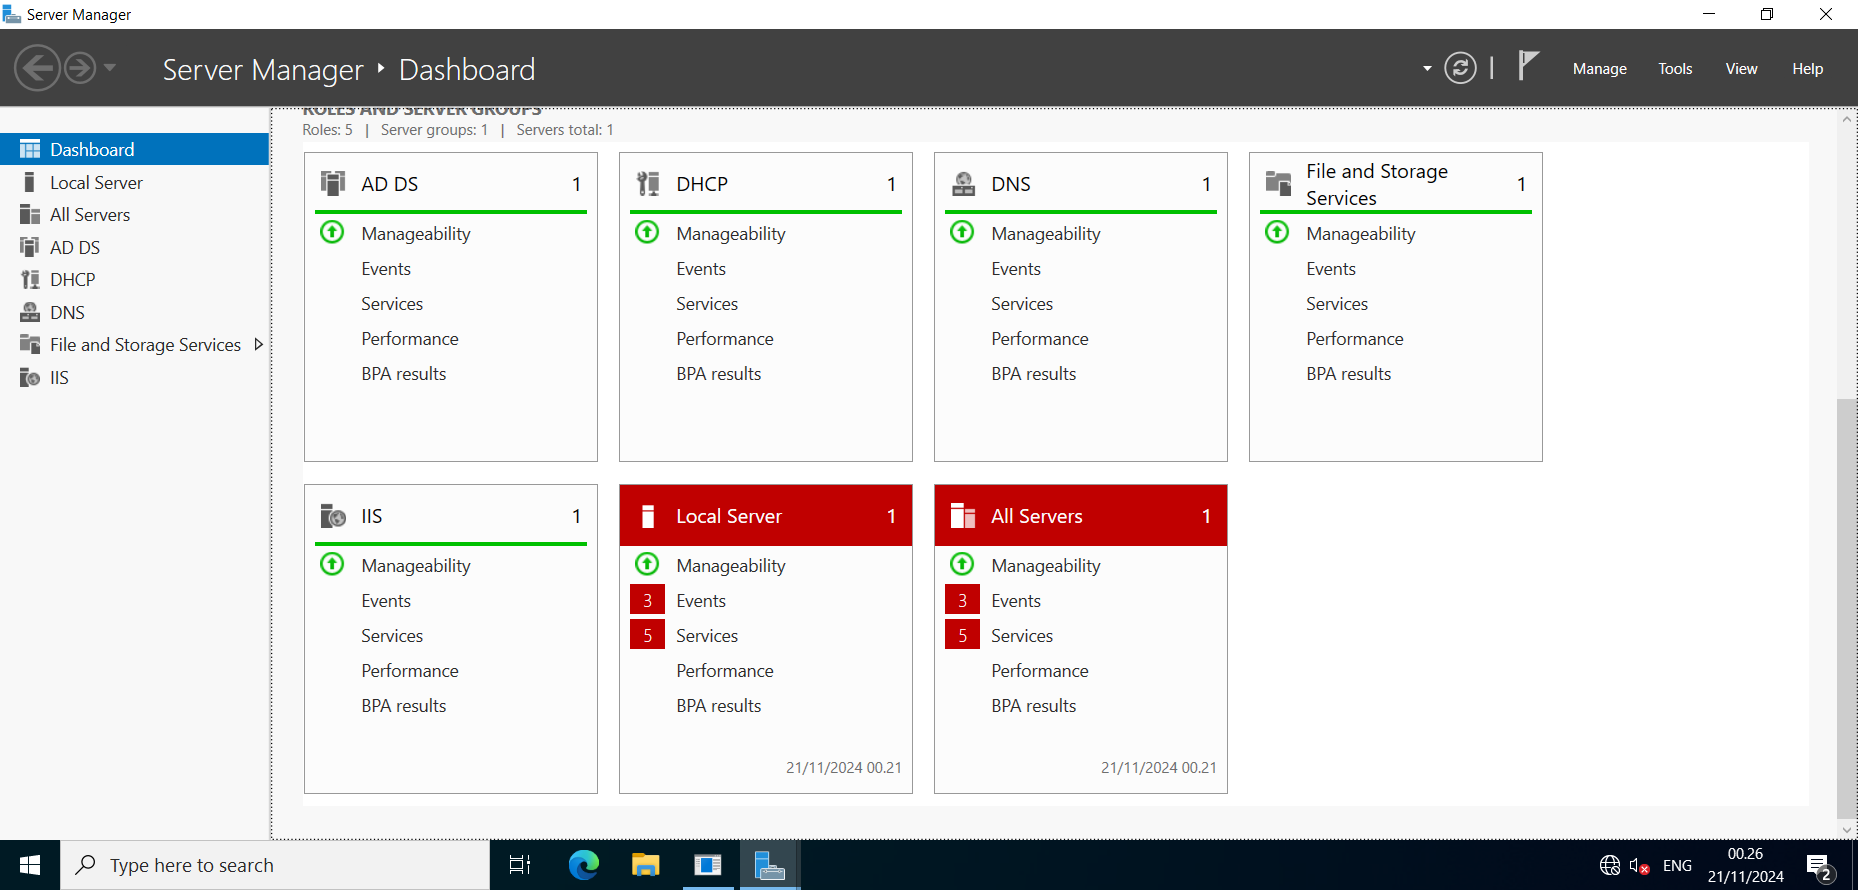 Server Manager
Server Manager ‣ Dashboard
Manage Tools View Help
Dashboard
Local Server
All Servers
AD DS
DHCP
DNS
File and Storage Services
IIS
ROLES AND SERVER GROUPS
Roles: 5 | Server groups: 1 | Servers total: 1
AD DS 1
Manageability
Events
Services
Performance
BPA results
DHCP 1
Manageability
Events
Services
Performance
BPA results
DNS 1
Manageability
Events
Services
Performance
BPA results
File and Storage
Services 1
Manageability
Events
Services
Performance
BPA results
IIS 1
Manageability
Events
Services
Performance
BPA results
Local Server 1
Manageability
3 Events
5 Services
Performance
BPA results
21/11/2024 00.21
All Servers 1
Manageability
3 Events
5 Services
Performance
BPA results
21/11/2024 00.21
Type here to search
ENG
00.26
21/11/2024
2